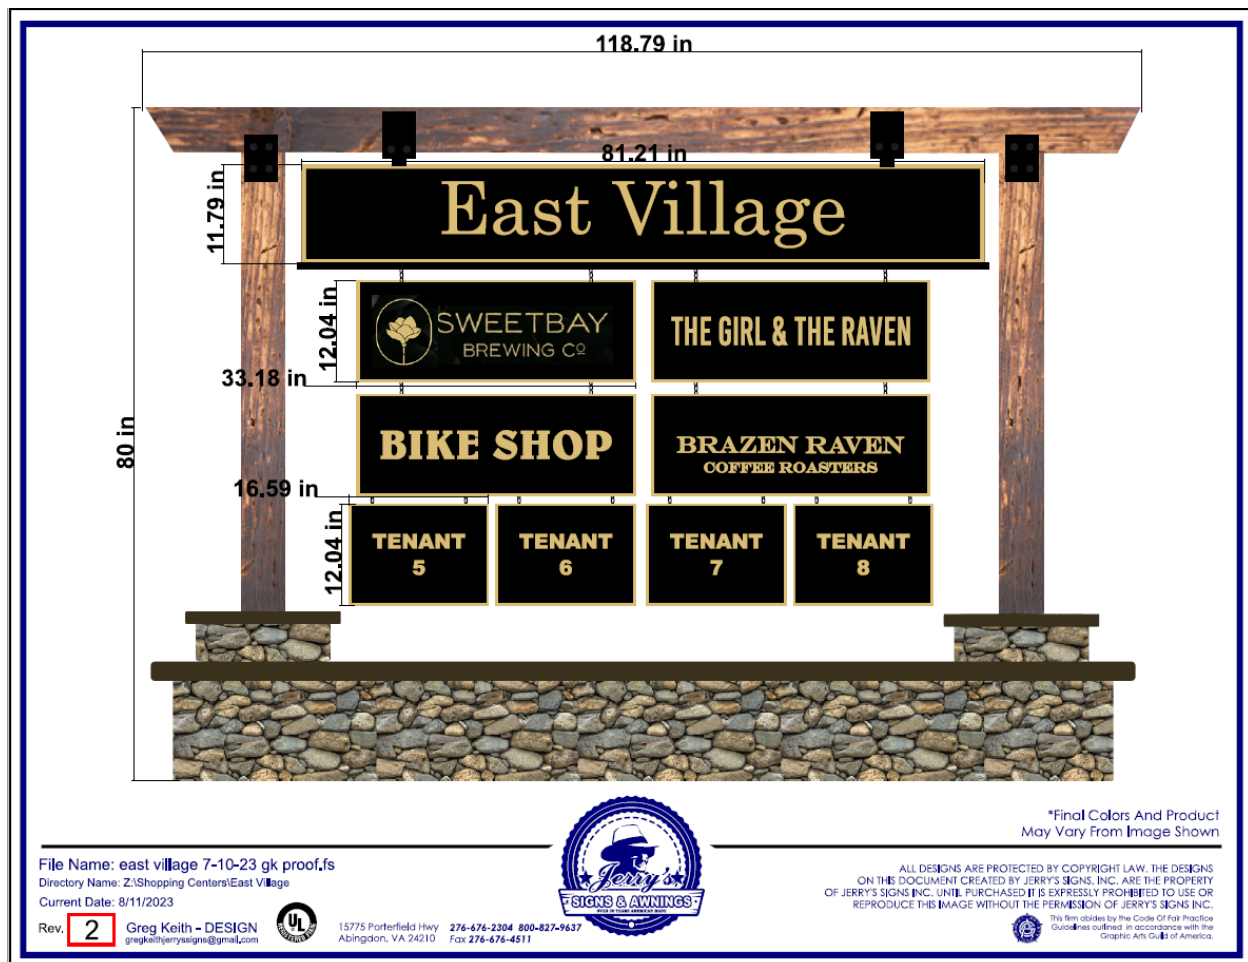 118.79 in
81.21 in
11.79 in
East Village
12.04 in
SWEETBAY
BREWING Cº
THE GIRL & THE RAVEN
33.18 in
80 in
BIKE SHOP
BRAZEN RAVEN
COFFEE ROASTERS
16.59 in
12.04 in
TENANT
5
TENANT
6
TENANT
7
TENANT
8
*Final Colors And Product
May Vary From Image Shown
File Name: east village 7-10-23 gk proof.fs
Directory Name: Z:\Shopping Centers\East Village
Current Date: 8/11/2023
Rev. 2
Greg Keith - DESIGN
gregkeithjerryssigns@gmail.com
UL
15775 Porterfield Hwy
Abingdon, VA 24210
276-676-2304 800-827-9637
Fax 276-676-4511
Jerry's
SIGNS & AWNINGS
ALL DESIGNS ARE PROTECTED BY COPYRIGHT LAW. THE DESIGNS
ON THIS DOCUMENT CREATED BY JERRY'S SIGNS, INC. ARE THE PROPERTY
OF JERRY'S SIGNS INC. UNTIL PURCHASED IT IS EXPRESSLY PROHIBITED TO USE OR
REPRODUCE THIS IMAGE WITHOUT THE PERMISSION OF JERRY'S SIGNS INC.
This firm abides by the Code Of Fair Practice
Guidelines outlined in accordance with the
Graphic Arts Guild of America.